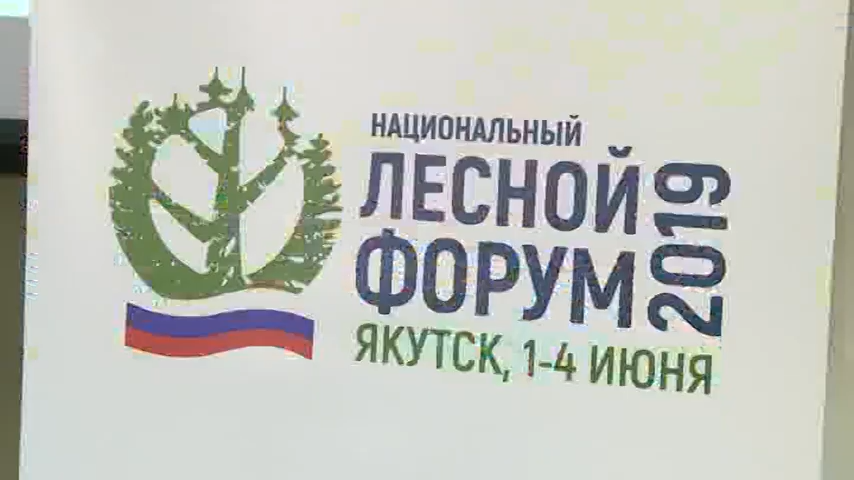 НАЦИОНАЛЬНЫЙ
ЛЕСНОЙ
ФОРУМ
2019
ЯКУТСК, 1-4 ИЮНЯ